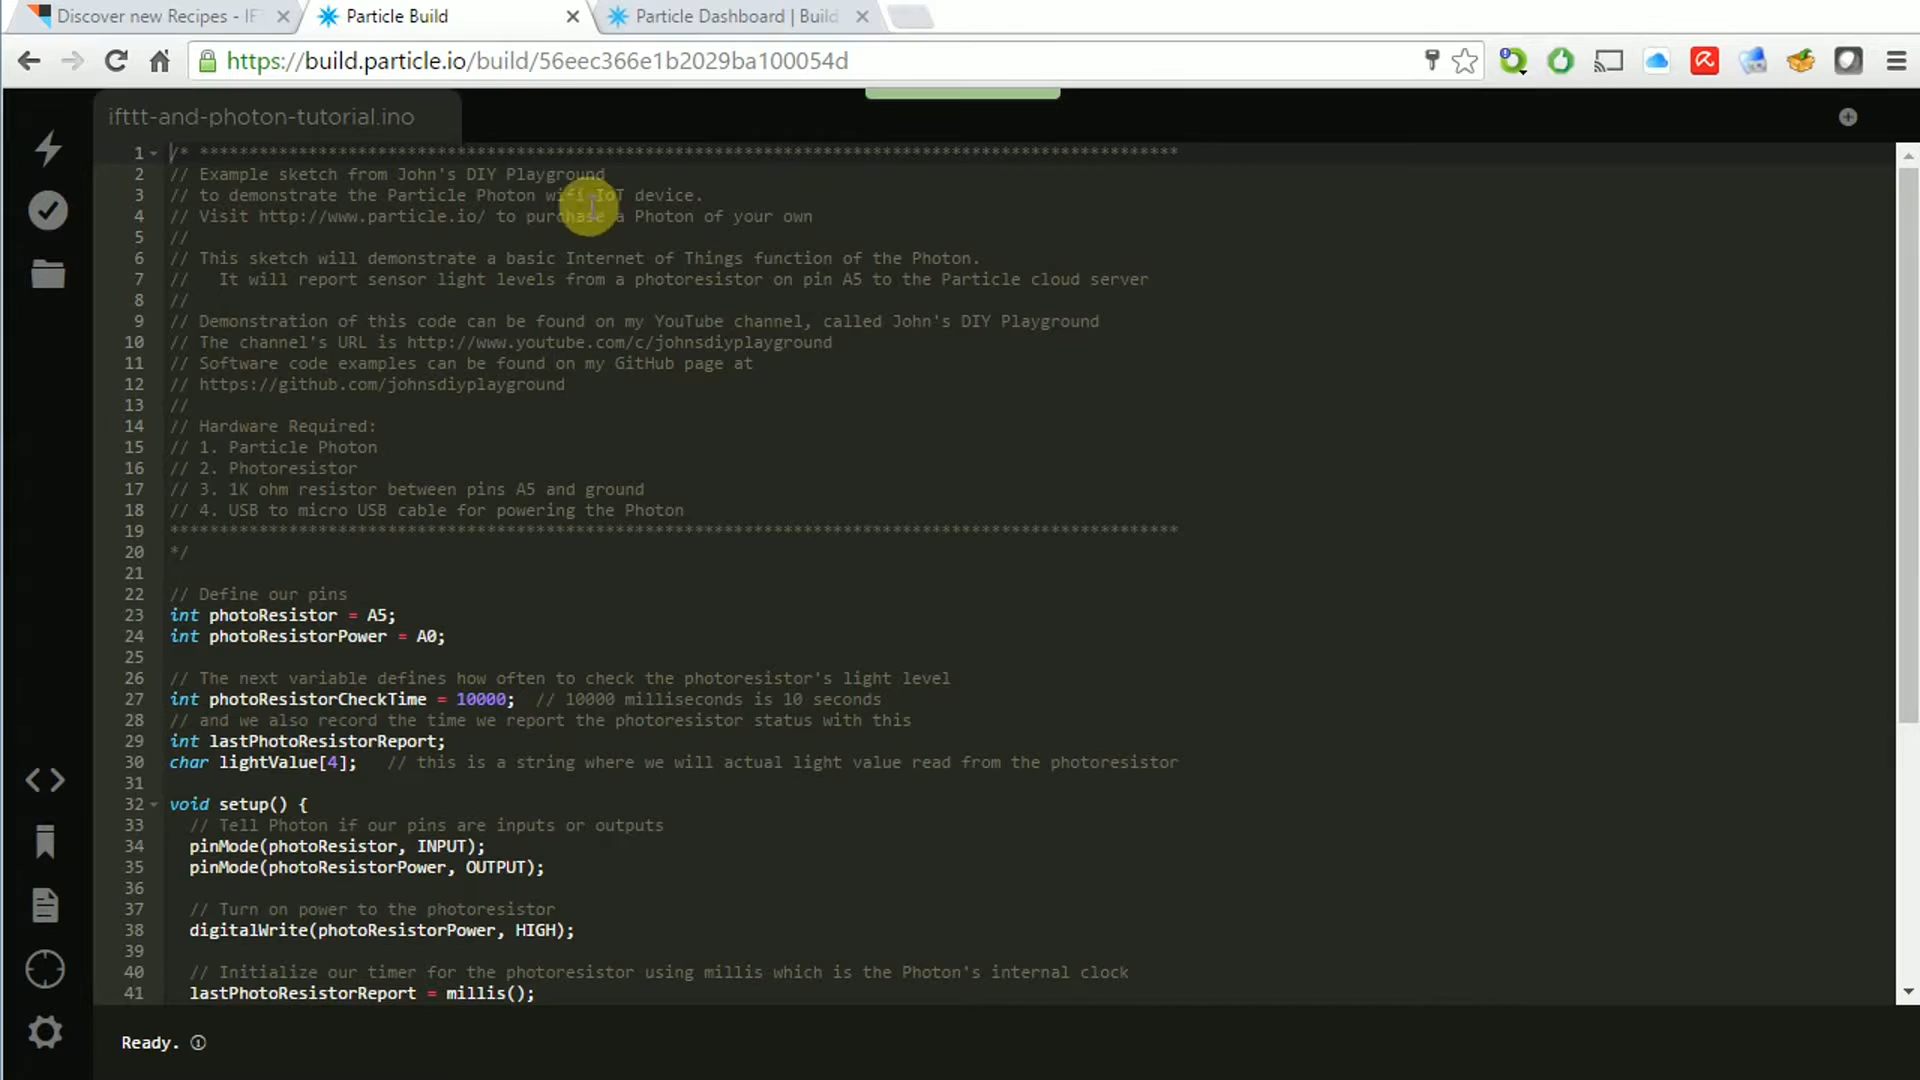 Discover new Recipes - IF
Particle Build
Particle Dashboard | Build
https://build.particle.io/build/56eec366e1b2029ba100054d
ifttt-and-photon-tutorial.ino
1 /* ******************************************************************************************************
2 // Example sketch from John's DIY Playground
3 // to demonstrate the Particle Photon wifi IoT device.
4 // Visit http://www.particle.io/ to purchase a Photon of your own
5 //
6 // This sketch will demonstrate a basic Internet of Things function of the Photon.
7 //   It will report sensor light levels from a photoresistor on pin A5 to the Particle cloud server
8 //
9 // Demonstration of this code can be found on my YouTube channel, called John's DIY Playground
10 // The channel's URL is http://www.youtube.com/c/johnsdiyplayground
11 // Software code examples can be found on my GitHub page at
12 // https://github.com/johnsdiyplayground
13 //
14 // Hardware Required:
15 // 1. Particle Photon
16 // 2. Photoresistor
17 // 3. 1K ohm resistor between pins A5 and ground
18 // 4. USB to micro USB cable for powering the Photon
19 ******************************************************************************************************
20 */
21
22 // Define our pins
23 int photoResistor = A5;
24 int photoResistorPower = A0;
25
26 // The next variable defines how often to check the photoresistor's light level
27 int photoResistorCheckTime = 10000;  // 10000 milliseconds is 10 seconds
28 // and we also record the time we report the photoresistor status with this
29 int lastPhotoResistorReport;
30 char lightValue[4];   // this is a string where we will actual light value read from the photoresistor
31
32 void setup() {
33   // Tell Photon if our pins are inputs or outputs
34   pinMode(photoResistor, INPUT);
35   pinMode(photoResistorPower, OUTPUT);
36
37   // Turn on power to the photoresistor
38   digitalWrite(photoResistorPower, HIGH);
39
40   // Initialize our timer for the photoresistor using millis which is the Photon's internal clock
41   lastPhotoResistorReport = millis();
Ready.